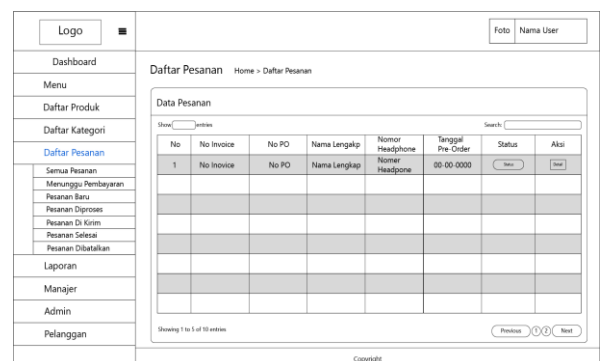 Logo
Foto Nama User
Dashboard
Menu
Daftar Produk
Daftar Kategori
Daftar Pesanan
Semua Pesanan
Menunggu Pembayaran
Pesanan Baru
Pesanan Diproses
Pesanan Di Kirim
Pesanan Selesai
Pesanan Dibatalkan
Laporan
Manajer
Admin
Pelanggan
Daftar Pesanan Home > Daftar Pesanan
Data Pesanan
Show entries Search:
No No Invoice No PO Nama Lengakp Nomor Headphone Tanggal Pre-Order Status Aksi
1 No Inovice No PO Nama Lengkap Nomer Headpone 00-00-0000 Status Detail
Showing 1 to 5 of 10 entries
Previous 1 2 Next
Copyright